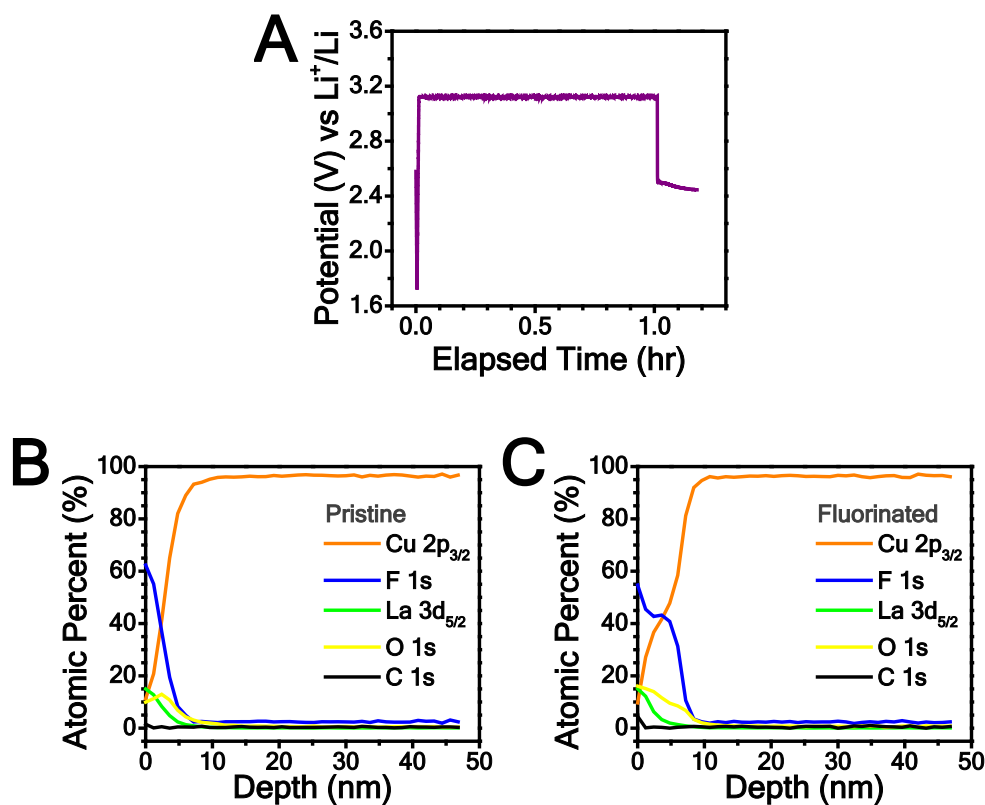 A
Potential (V) vs Li⁺/Li
3.6
3.2
2.8
2.4
2.0
1.6
0.0 0.5 1.0
Elapsed Time (hr)
B
Atomic Percent (%)
100
80
60
40
20
0
Pristine
Cu 2p₃/₂
F 1s
La 3d₅/₂
O 1s
C 1s
0 10 20 30 40 50
Depth (nm)
C
Atomic Percent (%)
100
80
60
40
20
0
Fluorinated
Cu 2p₃/₂
F 1s
La 3d₅/₂
O 1s
C 1s
0 10 20 30 40 50
Depth (nm)